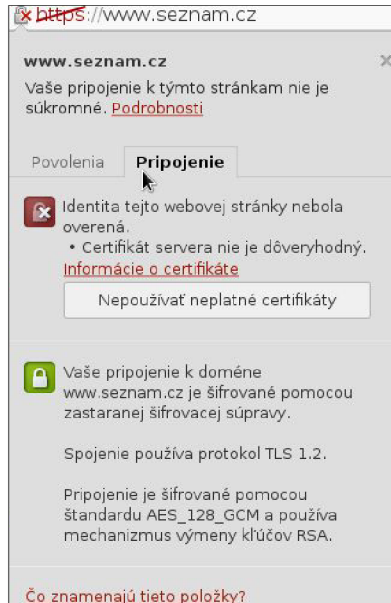 https://www.seznam.cz
www.seznam.cz
Vaše pripojenie k týmto stránkam nie je
súkromné. Podrobnosti
Povolenia Pripojenie
Identita tejto webovej stránky nebola
overená.
• Certifikát servera nie je dôveryhodný.
Informácie o certifikáte
Nepoužívať neplatné certifikáty
Vaše pripojenie k doméne
www.seznam.cz je šifrované pomocou
zastaranej šifrovacej súpravy.
Spojenie používa protokol TLS 1.2.
Pripojenie je šifrované pomocou
štandardu AES_128_GCM a používa
mechanizmus výmeny kľúčov RSA.
Čo znamenajú tieto položky?